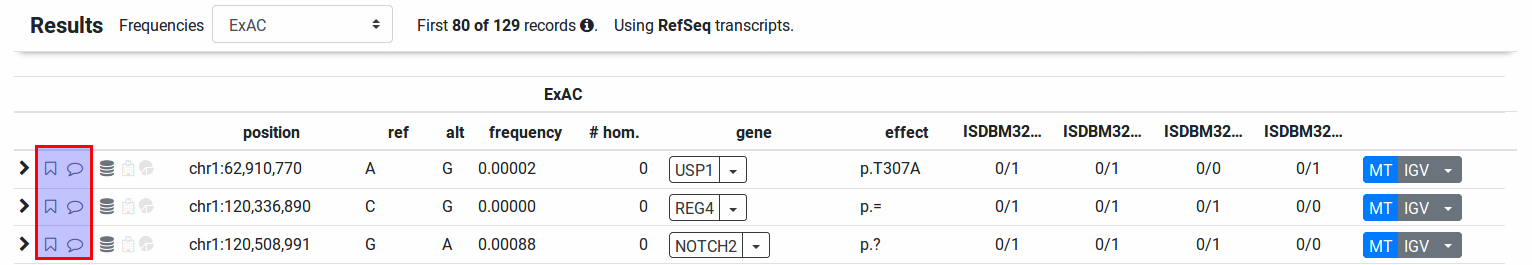 Results Frequencies ExAC First 80 of 129 records. Using RefSeq transcripts.
ExAC
position ref alt frequency # hom. gene effect ISDBM32... ISDBM32... ISDBM32... ISDBM32...
chr1:62,910,770 A G 0.00002 0 USP1 p.T307A 0/1 0/1 0/0 0/1 MT IGV
chr1:120,336,890 C G 0.00000 0 REG4 p.= 0/1 0/1 0/1 0/0 MT IGV
chr1:120,508,991 G A 0.00088 0 NOTCH2 p.? 0/1 0/1 0/1 0/0 MT IGV